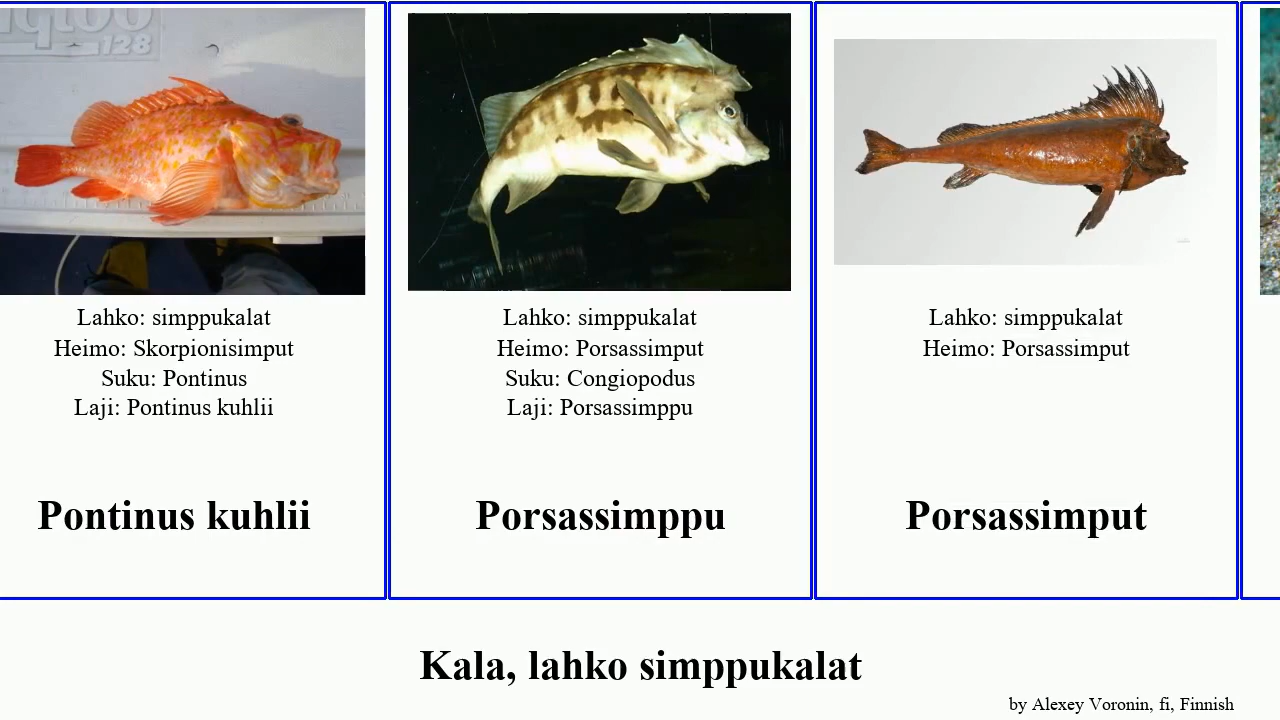 128
Lahko: simppukalat
Heimo: Skorpionisimput
Suku: Pontinus
Laji: Pontinus kuhlii
Pontinus kuhlii
Lahko: simppukalat
Heimo: Porsassimput
Suku: Congiopodus
Laji: Porsassimppu
Porsassimppu
Lahko: simppukalat
Heimo: Porsassimput
Porsassimput
Kala, lahko simppukalat
by Alexey Voronin, fi, Finnish